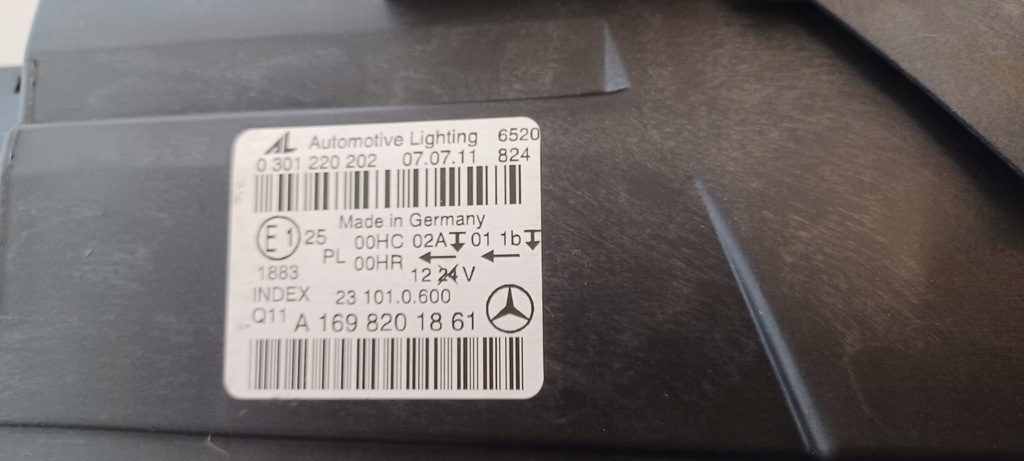 AL Automotive Lighting 6520
0 301 220 202 07.07.11 824
Made in Germany
E1 25 00HC 02A 01 1b
PL 00HR
1883 12 24 V
INDEX 23 101.0.600
Q11 A 169 820 18 61